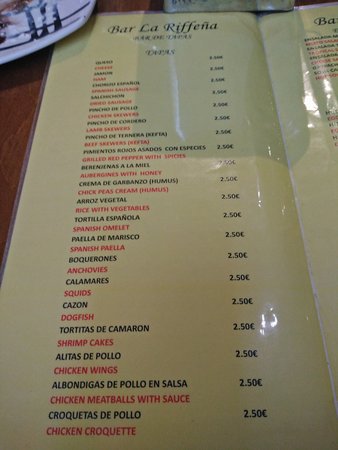 Bar La Riffeña
BAR DE TAPAS
TAPAS
QUESO 2.50€
CHEESE
JAMON 2.50€
HAM
CHORIZO ESPAÑOL 2.50€
SPANISH SAUSAGE
SALCHICHON 2.50€
DRIED SAUSAGE
PINCHO DE POLLO 2.50€
CHICKEN SKEWERS
PINCHO DE CORDERO 2.50€
LAMB SKEWERS
PINCHO DE TERNERA (KEFTA) 2.50€
BEEF SKEWERS (KEFTA)
PIMIENTOS ROJOS ASADOS CON ESPECIES 2.50€
GRILLED RED PEPPER WITH SPICIES
BERENJENAS A LA MIEL 2.50€
AUBERGINES WITH HONEY
CREMA DE GARBANZO (HUMUS) 2.50€
CHICK PEAS CREAM (HUMUS)
ARROZ VEGETAL 2.50€
RICE WITH VEGETABLES
TORTILLA ESPAÑOLA 2.50€
SPANISH OMELET
PAELLA DE MARISCO 2.50€
SPANISH PAELLA
BOQUERONES 2.50€
ANCHOVIES
CALAMARES 2.50€
SQUIDS
CAZON 2.50€
DOGFISH
TORTITAS DE CAMARON 2.50€
SHRIMP CAKES
ALITAS DE POLLO 2.50€
CHICKEN WINGS
ALBONDIGAS DE POLLO EN SALSA 2.50€
CHICKEN MEATBALLS WITH SAUCE
CROQUETAS DE POLLO 2.50€
CHICKEN CROQUETTE
Ba
ENSALADA